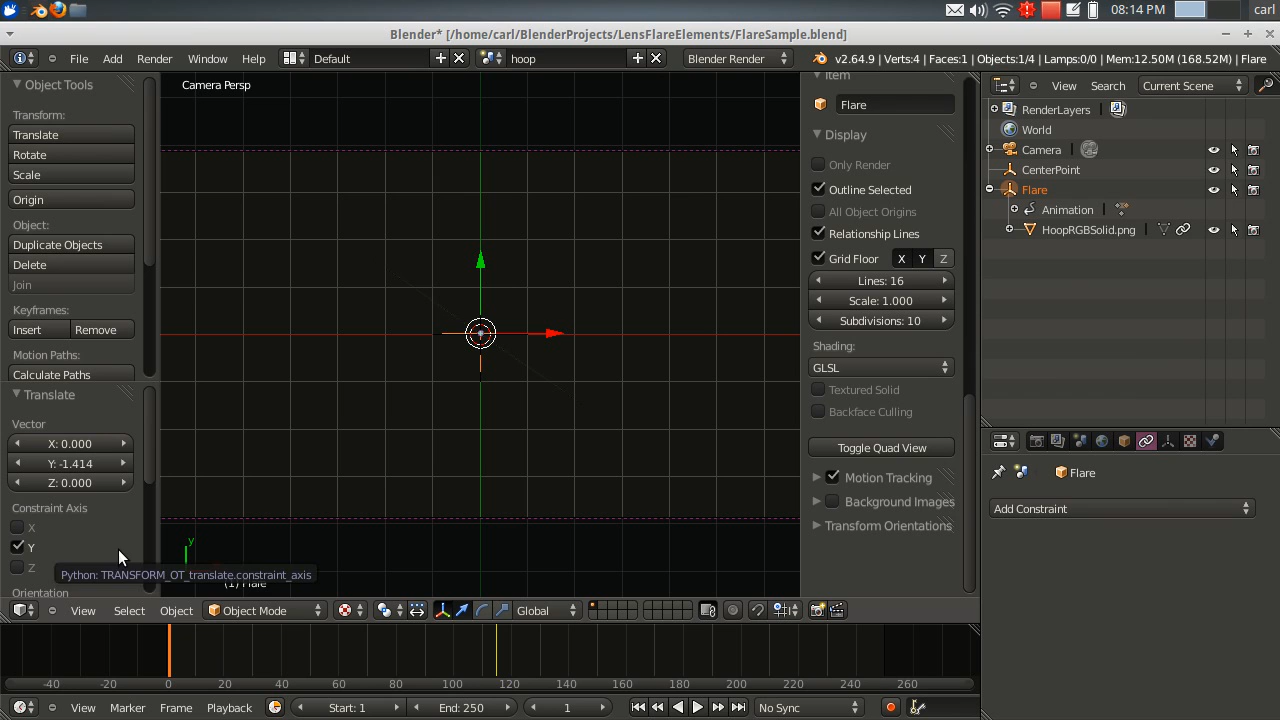 08:14 PM carl
Blender* [/home/carl/BlenderProjects/LensFlareElements/FlareSample.blend]
File Add Render Window Help Default hoop Blender Render v2.64.9 | Verts:4 | Faces:1 | Objects:1/4 | Lamps:0/0 | Mem:12.50M (168.52M) | Flare
Object Tools
Transform:
Translate
Rotate
Scale
Origin
Object:
Duplicate Objects
Delete
Join
Keyframes:
Insert Remove
Motion Paths:
Calculate Paths
Translate
Vector
X: 0.000
Y: -1.414
Z: 0.000
Constraint Axis
X
Y
Z
Orientation
Python: TRANSFORM_OT_translate.constraint_axis
Camera Persp
y
(1) Flare
Item
Flare
Display
Only Render
Outline Selected
All Object Origins
Relationship Lines
Grid Floor X Y Z
Lines: 16
Scale: 1.000
Subdivisions: 10
Shading:
GLSL
Textured Solid
Backface Culling
Toggle Quad View
Motion Tracking
Background Images
Transform Orientations
View Search Current Scene
RenderLayers
World
Camera
CenterPoint
Flare
Animation
HoopRGBSolid.png
Flare
Add Constraint
View Select Object Object Mode Global
-40 -20 0 20 40 60 80 100 120 140 160 180 200 220 240 260
View Marker Frame Playback Start: 1 End: 250 1 No Sync